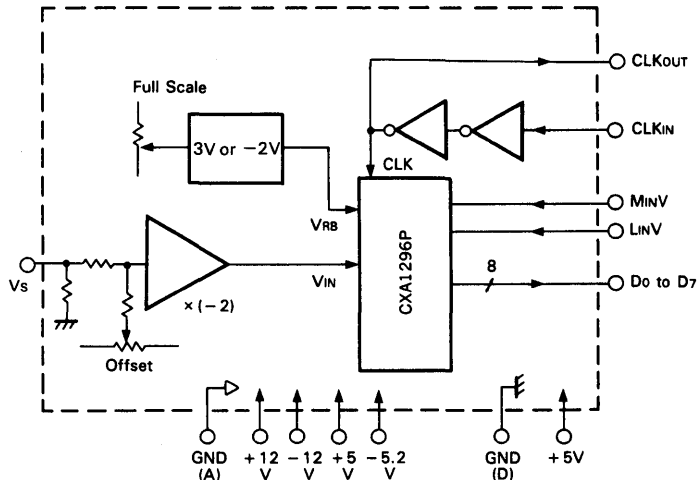 CLKOUT
Full Scale
CLKIN
3V or −2V
CLK
MINV
VRB
LINV
8
VIN
CXA1296P
D0 to D7
VS
×(−2)
Offset
GND
(A)
+12
V
−12
V
+5
V
−5.2
V
GND
(D)
+5V